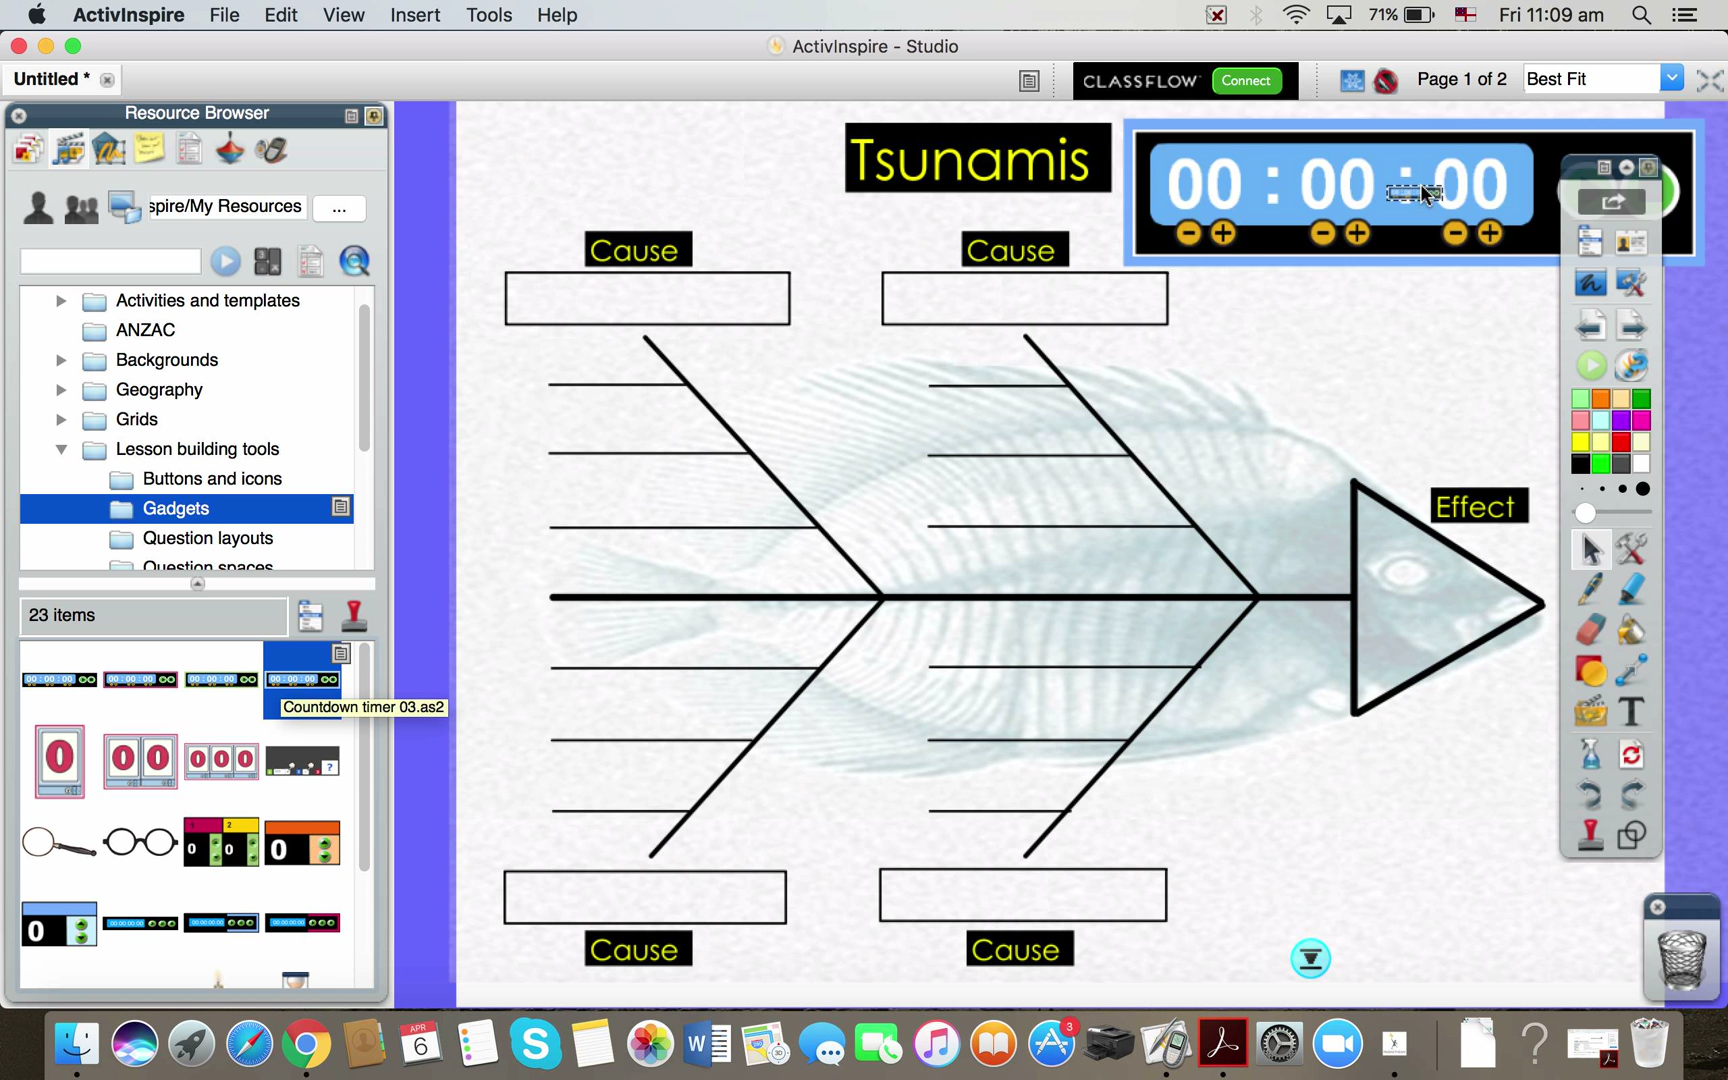 ActivInspire File Edit View Insert Tools Help 71% Fri 11:09 am
ActivInspire - Studio
Untitled *
CLASSFLOW Connect Page 1 of 2 Best Fit
Resource Browser
spire/My Resources ...
Activities and templates
ANZAC
Backgrounds
Geography
Grids
Lesson building tools
Buttons and icons
Gadgets
Question layouts
Question spaces
23 items
Countdown timer 03.as2
Tsunamis
00 : 00 : 00
Cause Cause
Effect
Cause Cause
APR
6
3